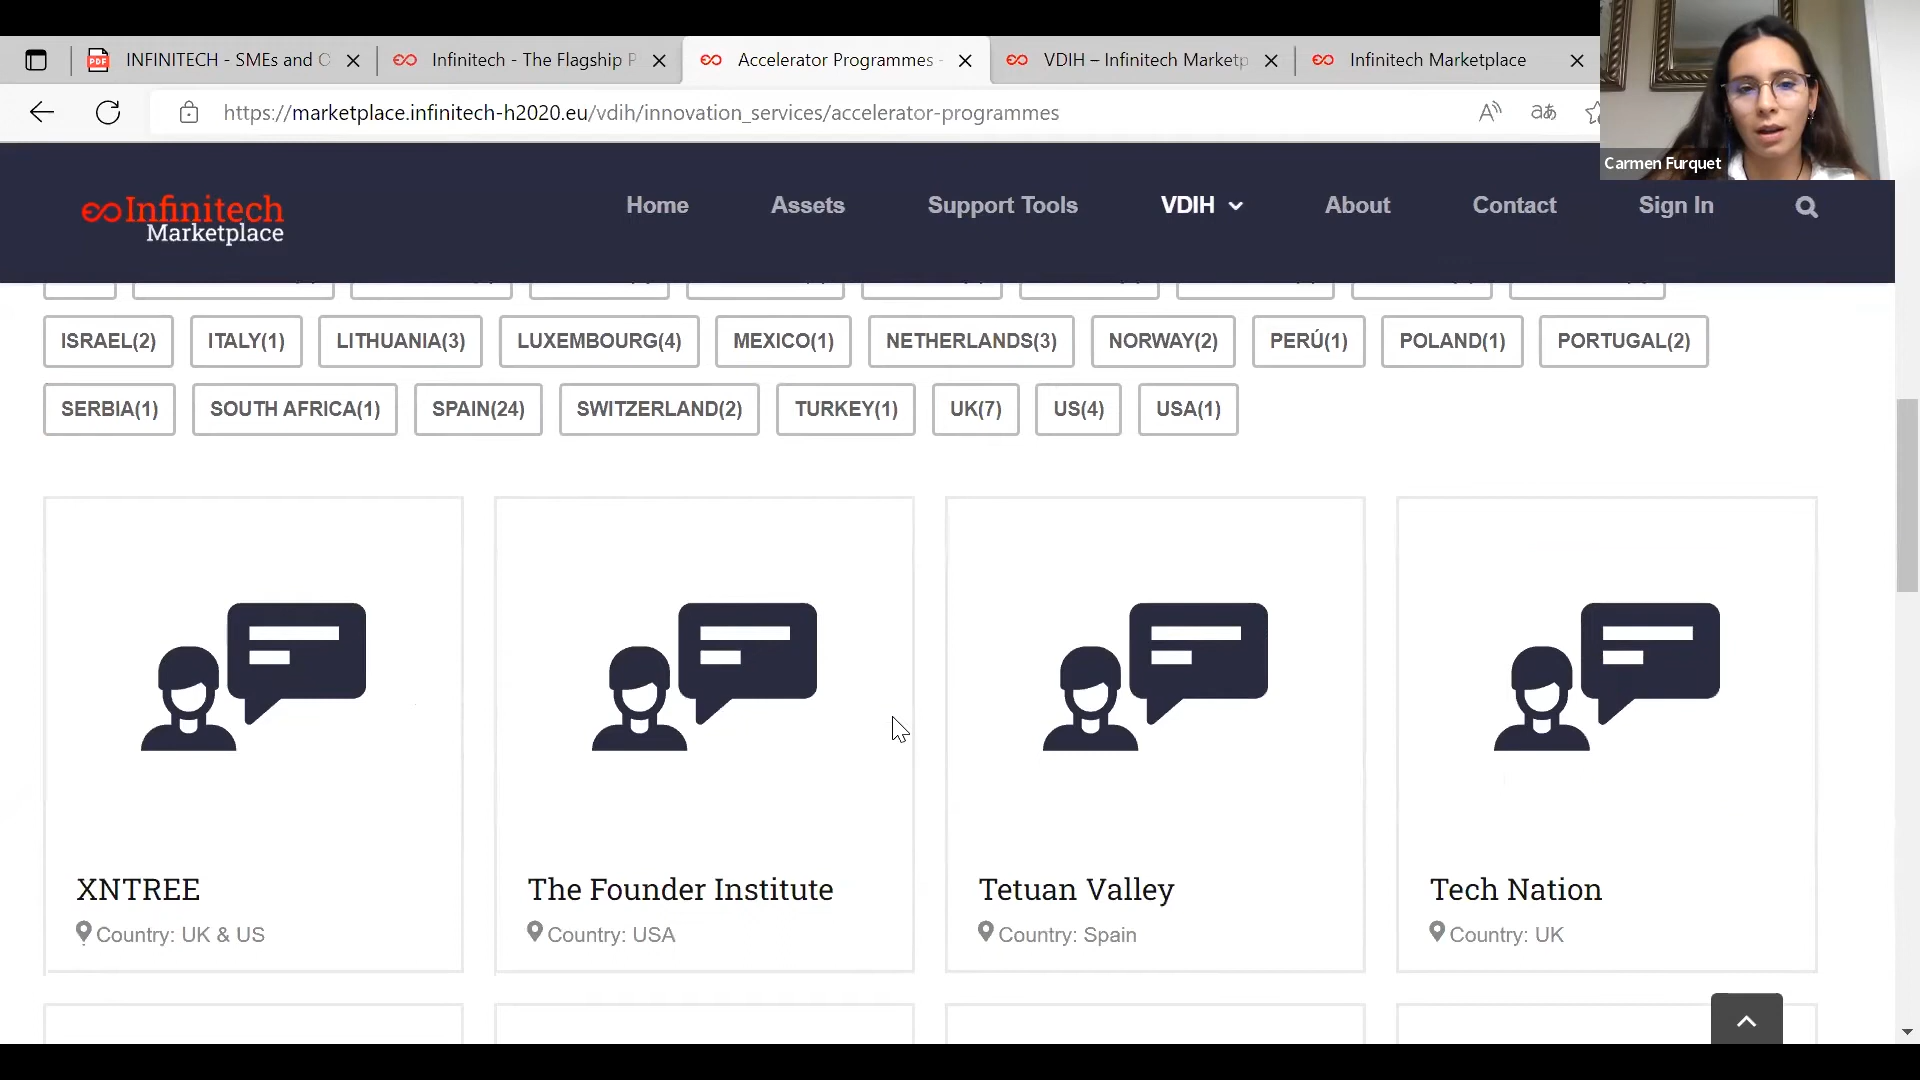 INFINITECH - SMEs and
Infinitech - The Flagship P
Accelerator Programmes -
VDIH – Infinitech Marketp
Infinitech Marketplace
https://marketplace.infinitech-h2020.eu/vdih/innovation_services/accelerator-programmes
Carmen Furquet
Infinitech
Marketplace
Home
Assets
Support Tools
VDIH
About
Contact
Sign In
ISRAEL(2)
ITALY(1)
LITHUANIA(3)
LUXEMBOURG(4)
MEXICO(1)
NETHERLANDS(3)
NORWAY(2)
PERÚ(1)
POLAND(1)
PORTUGAL(2)
SERBIA(1)
SOUTH AFRICA(1)
SPAIN(24)
SWITZERLAND(2)
TURKEY(1)
UK(7)
US(4)
USA(1)
XNTREE
Country: UK & US
The Founder Institute
Country: USA
Tetuan Valley
Country: Spain
Tech Nation
Country: UK